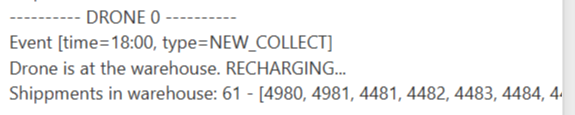 ---------- DRONE 0 ----------
Event [time=18:00, type=NEW_COLLECT]
Drone is at the warehouse. RECHARGING...
Shippments in warehouse: 61 - [4980, 4981, 4481, 4482, 4483, 4484,